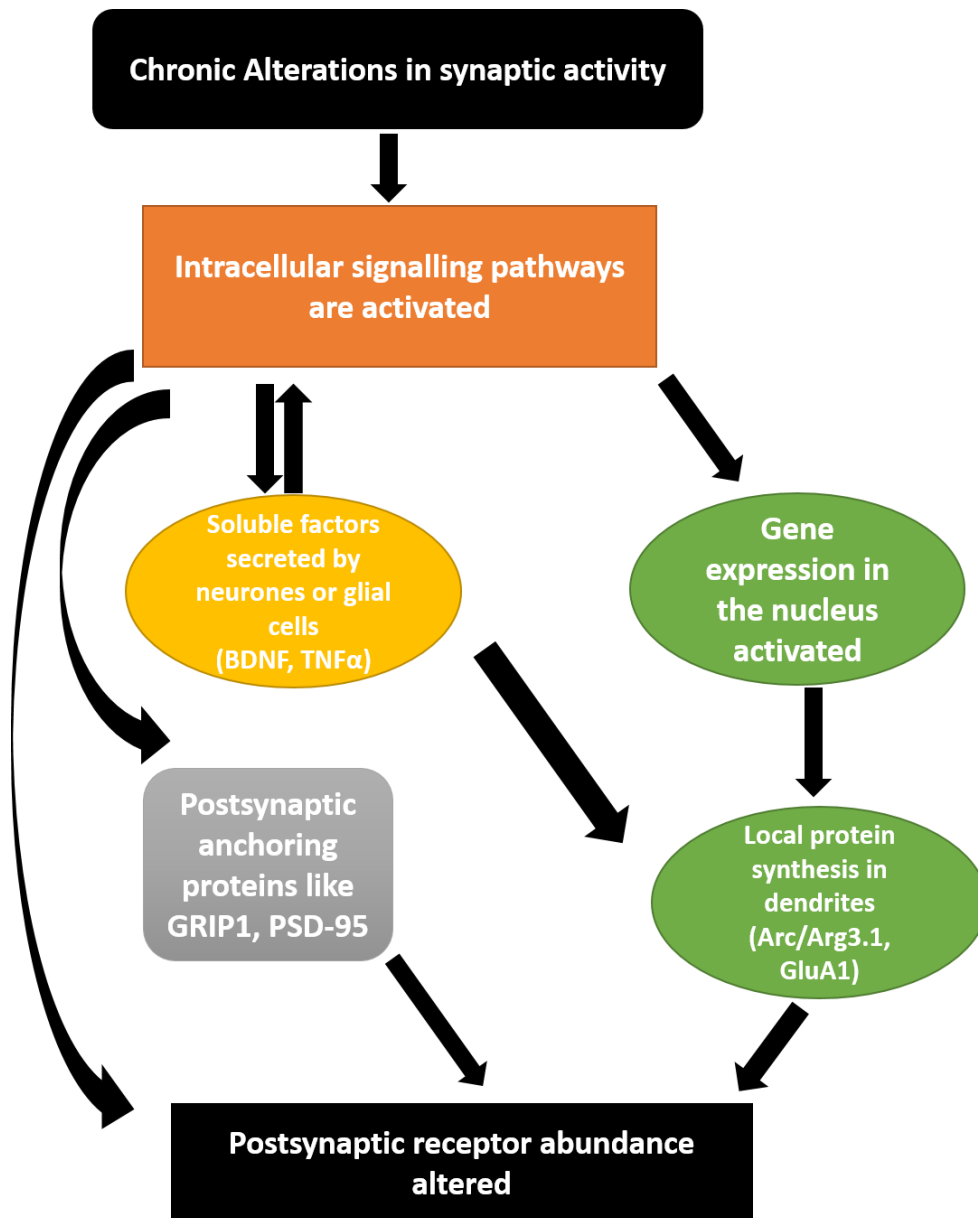 Chronic Alterations in synaptic activity
Intracellular signalling pathways
are activated
Soluble factors
secreted by
neurones or glial
cells
(BDNF, TNFα)
Gene
expression in
the nucleus
activated
Postsynaptic
anchoring
proteins like
GRIP1, PSD-95
Local protein
synthesis in
dendrites
(Arc/Arg3.1,
GluA1)
Postsynaptic receptor abundance
altered